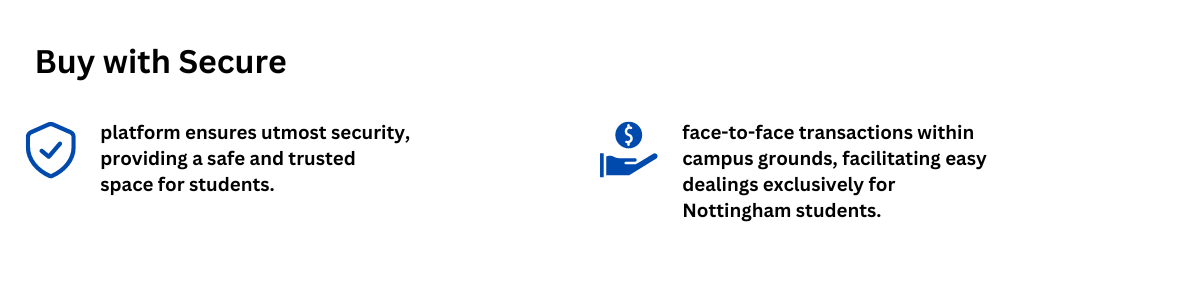 Buy with Secure
platform ensures utmost security,
providing a safe and trusted
space for students.
$
face-to-face transactions within
campus grounds, facilitating easy
dealings exclusively for
Nottingham students.